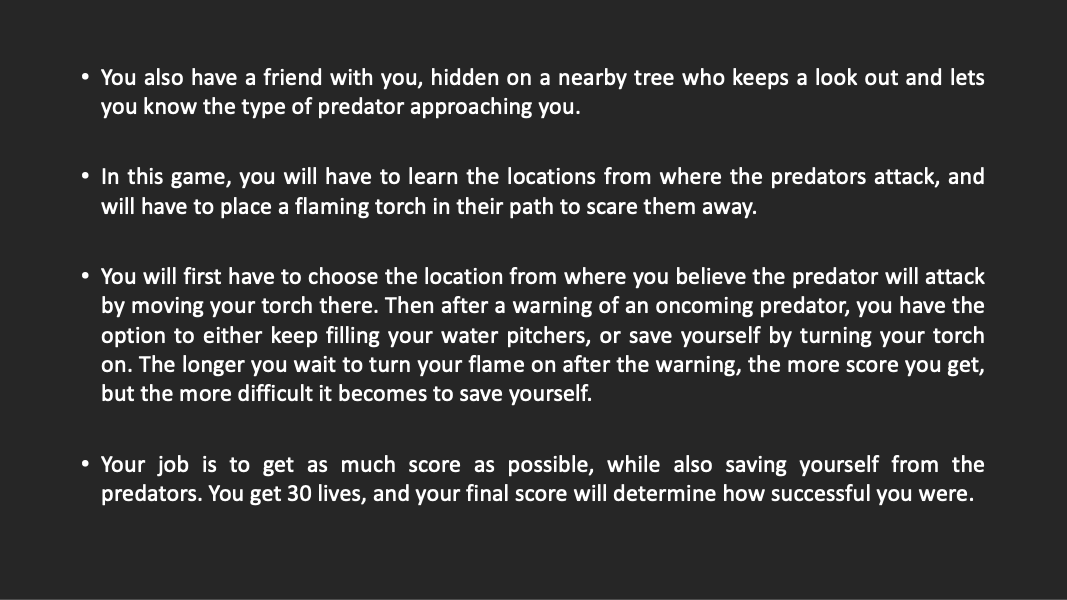 • You also have a friend with you, hidden on a nearby tree who keeps a look out and lets
you know the type of predator approaching you.
• In this game, you will have to learn the locations from where the predators attack, and
will have to place a flaming torch in their path to scare them away.
• You will first have to choose the location from where you believe the predator will attack
by moving your torch there. Then after a warning of an oncoming predator, you have the
option to either keep filling your water pitchers, or save yourself by turning your torch
on. The longer you wait to turn your flame on after the warning, the more score you get,
but the more difficult it becomes to save yourself.
• Your job is to get as much score as possible, while also saving yourself from the
predators. You get 30 lives, and your final score will determine how successful you were.